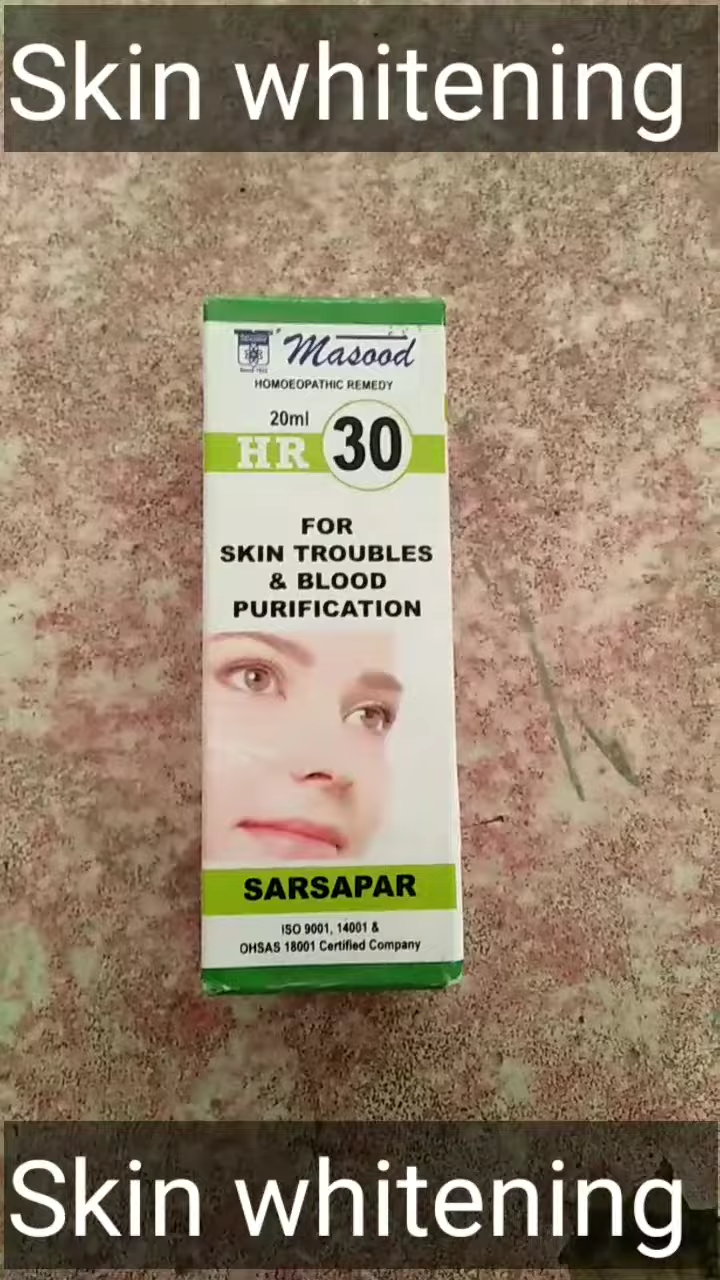 Skin whitening
Masood
HOMOEOPATHIC REMEDY
20ml
HR 30
FOR
SKIN TROUBLES
& BLOOD
PURIFICATION
SARSAPAR
ISO 9001, 14001 &
OHSAS 18001 Certified Company
Skin whitening